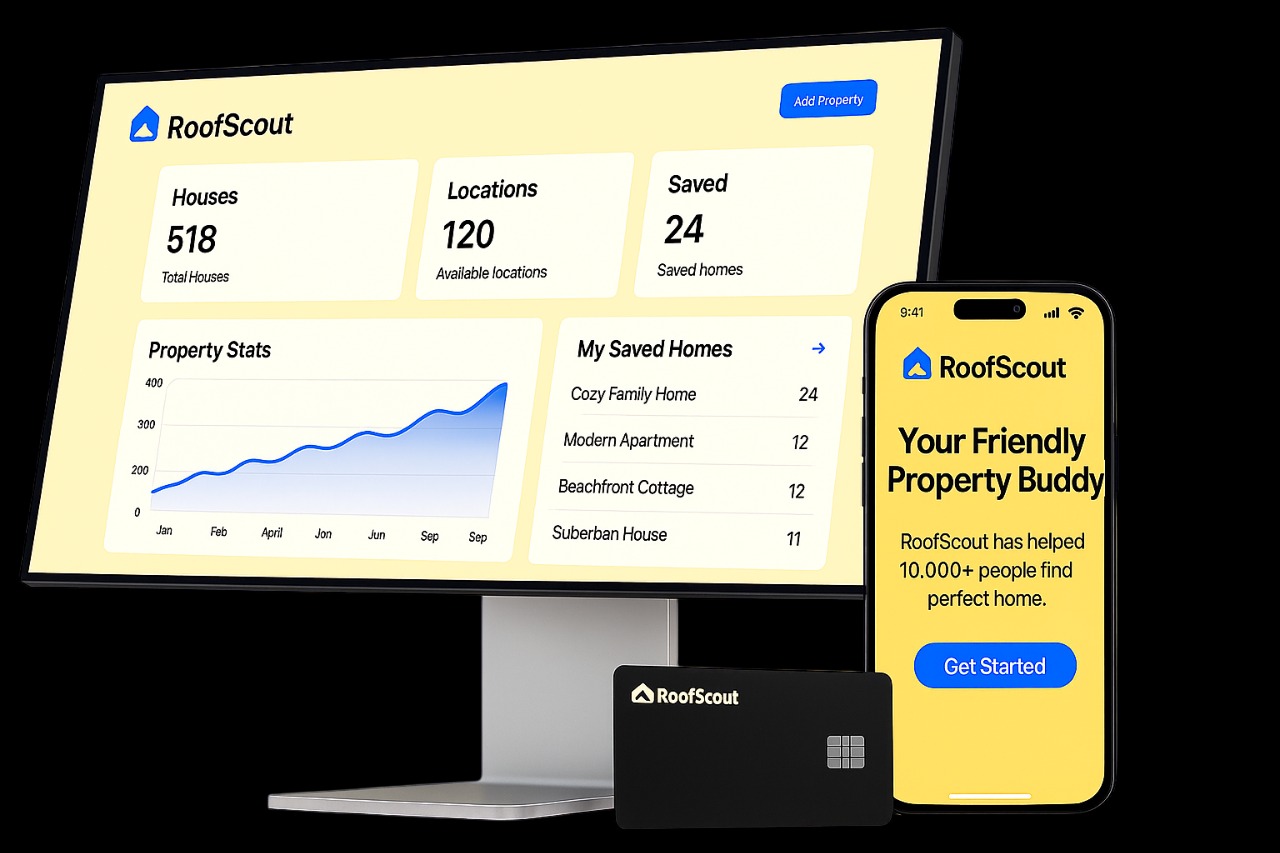 RoofScout
Add Property
Houses
518
Total Houses
Locations
120
Available locations
Saved
24
Saved homes
Property Stats
400
300
200
0
Jan Feb April Jon Jun Sep Sep
My Saved Homes
Cozy Family Home 24
Modern Apartment 12
Beachfront Cottage 12
Suberban House 11
9:41
RoofScout
Your Friendly
Property Buddy
RoofScout has helped
10.000+ people find
perfect home.
Get Started
RoofScout